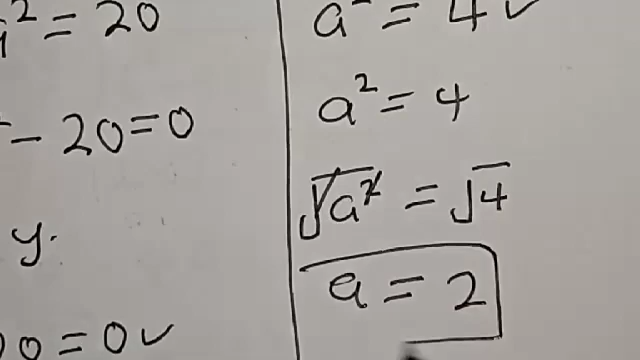 ² = 20
- 20 = 0
y.
0 = 0 ✓
a² = 4 ✓
a² = 4
√a² = √4
a = 2